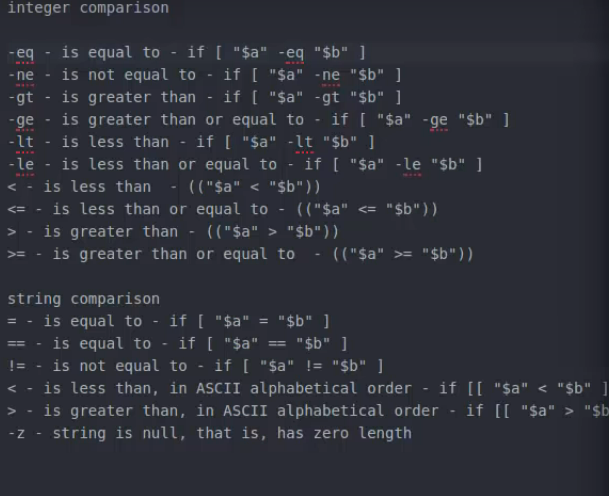 integer comparison
-eq - is equal to - if [ "$a" -eq "$b" ]
-ne - is not equal to - if [ "$a" -ne "$b" ]
-gt - is greater than - if [ "$a" -gt "$b" ]
-ge - is greater than or equal to - if [ "$a" -ge "$b" ]
-lt - is less than - if [ "$a" -lt "$b" ]
-le - is less than or equal to - if [ "$a" -le "$b" ]
< - is less than  - (("$a" < "$b"))
<= - is less than or equal to - (("$a" <= "$b"))
> - is greater than - (("$a" > "$b"))
>= - is greater than or equal to  - (("$a" >= "$b"))
string comparison
= - is equal to - if [ "$a" = "$b" ]
== - is equal to - if [ "$a" == "$b" ]
!= - is not equal to - if [ "$a" != "$b" ]
< - is less than, in ASCII alphabetical order - if [[ "$a" < "$b" ]
> - is greater than, in ASCII alphabetical order - if [[ "$a" > "$b
-z - string is null, that is, has zero length